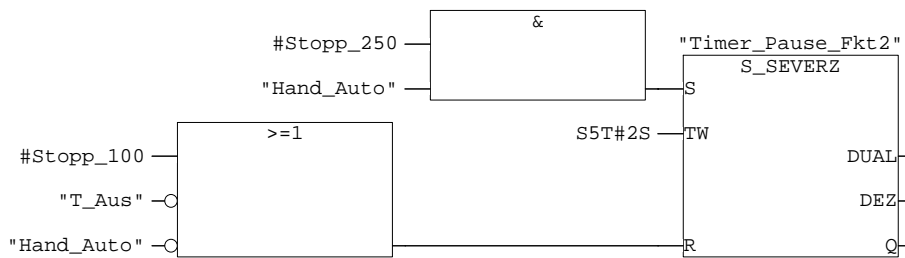 &
#Stopp_250
"Timer_Pause_Fkt2"
S_SEVERZ
"Hand_Auto"
S
>=1
S5T#2S
TW
#Stopp_100
DUAL
"T_Aus"
DEZ
"Hand_Auto"
R
Q